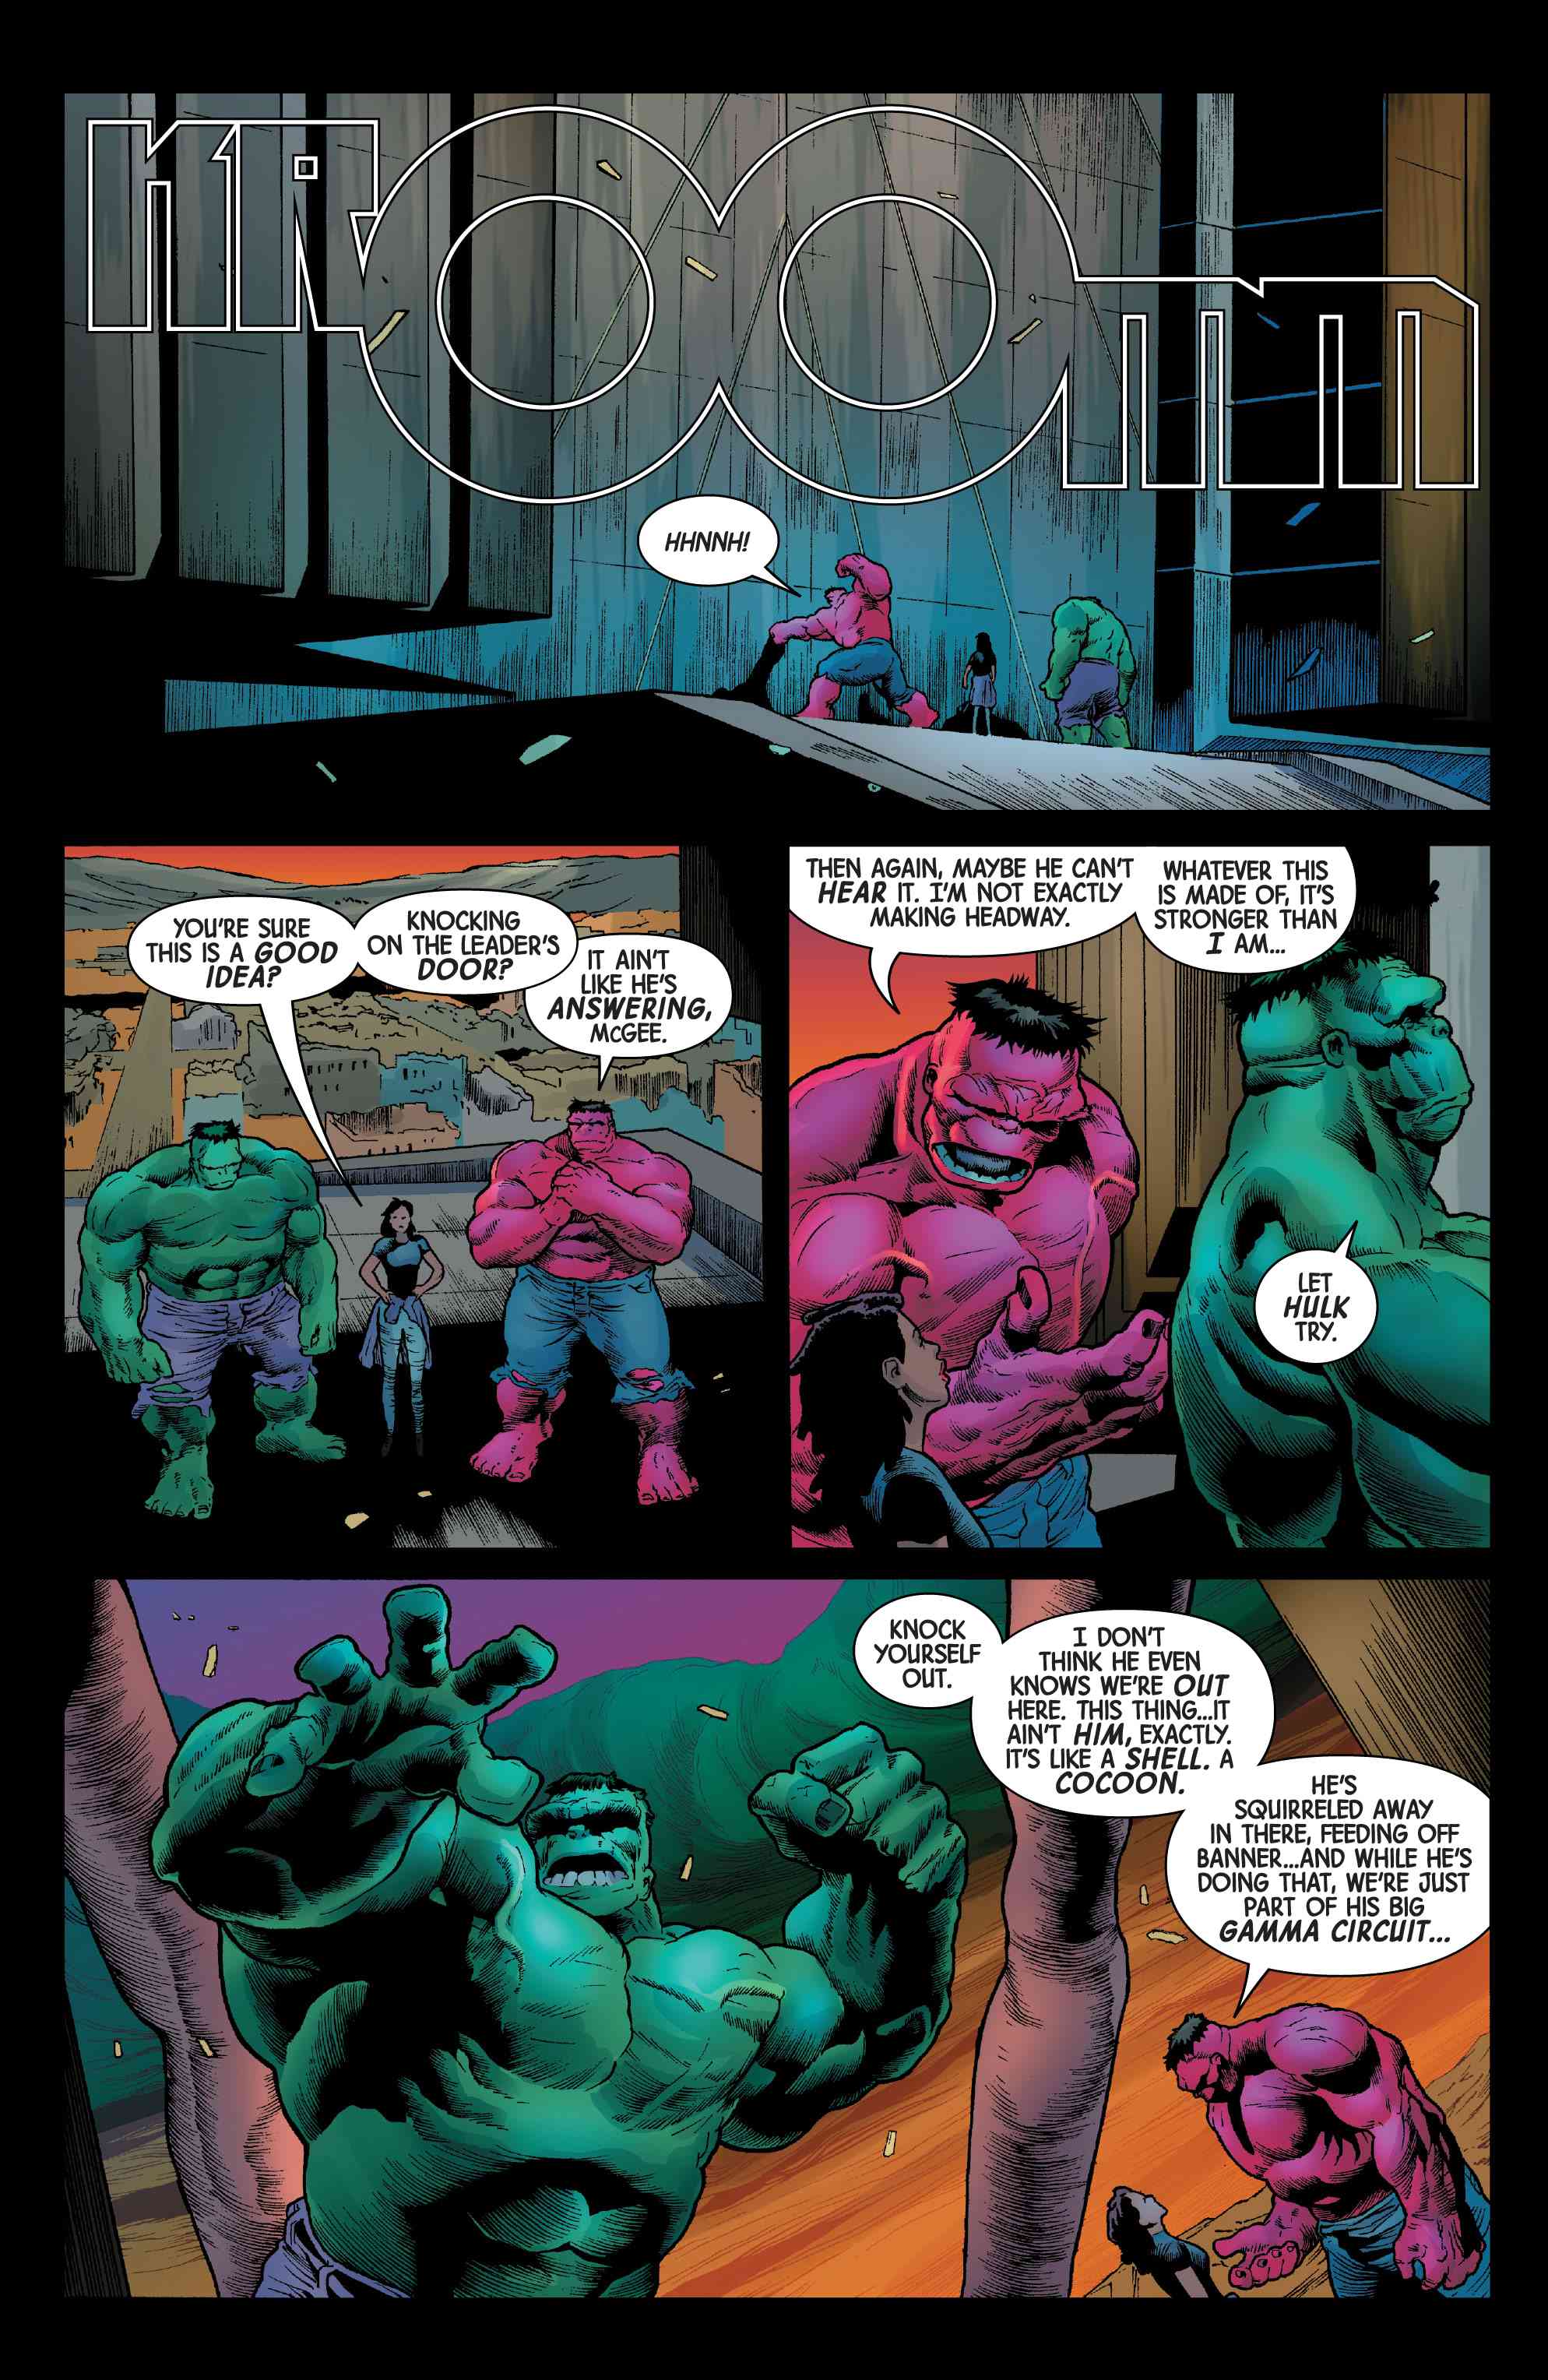 KROOOM
HHNNH!
YOU'RE SURE
THIS IS A GOOD
IDEA?
KNOCKING
ON THE LEADER'S
DOOR?
IT AIN'T
LIKE HE'S
ANSWERING,
McGEE.
THEN AGAIN, MAYBE HE CAN'T
HEAR IT. I'M NOT EXACTLY
MAKING HEADWAY.
WHATEVER THIS
IS MADE OF, IT'S
STRONGER THAN
I AM...
LET
HULK
TRY.
KNOCK
YOURSELF
OUT.
I DON'T
THINK HE EVEN
KNOWS WE'RE OUT
HERE. THIS THING...IT
AIN'T HIM, EXACTLY.
IT'S LIKE A SHELL. A
COCOON.
HE'S
SQUIRRELED AWAY
IN THERE, FEEDING OFF
BANNER...AND WHILE HE'S
DOING THAT, WE'RE JUST
PART OF HIS BIG
GAMMA CIRCUIT...